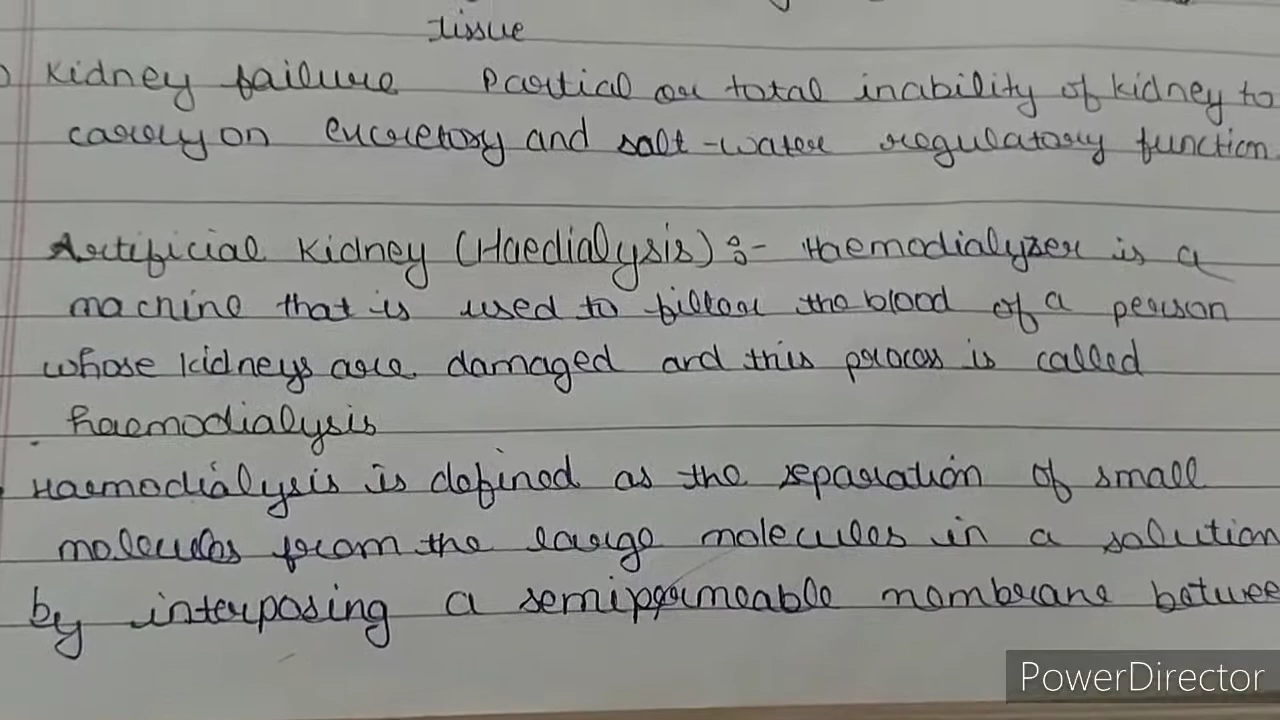 tissue
Kidney failure Partial or total inability of kidney to
carry on excretory and salt-water regulatory function
Artificial Kidney (Haedialysis) :- Haemodialyzer is a
machine that is used to filter the blood of a person
whose kidneys are damaged and this process is called
haemodialysis
Haemodialysis is defined as the separation of small
molecules from the large molecules in a solution
by interposing a semipermeable membrane betwee
PowerDirector